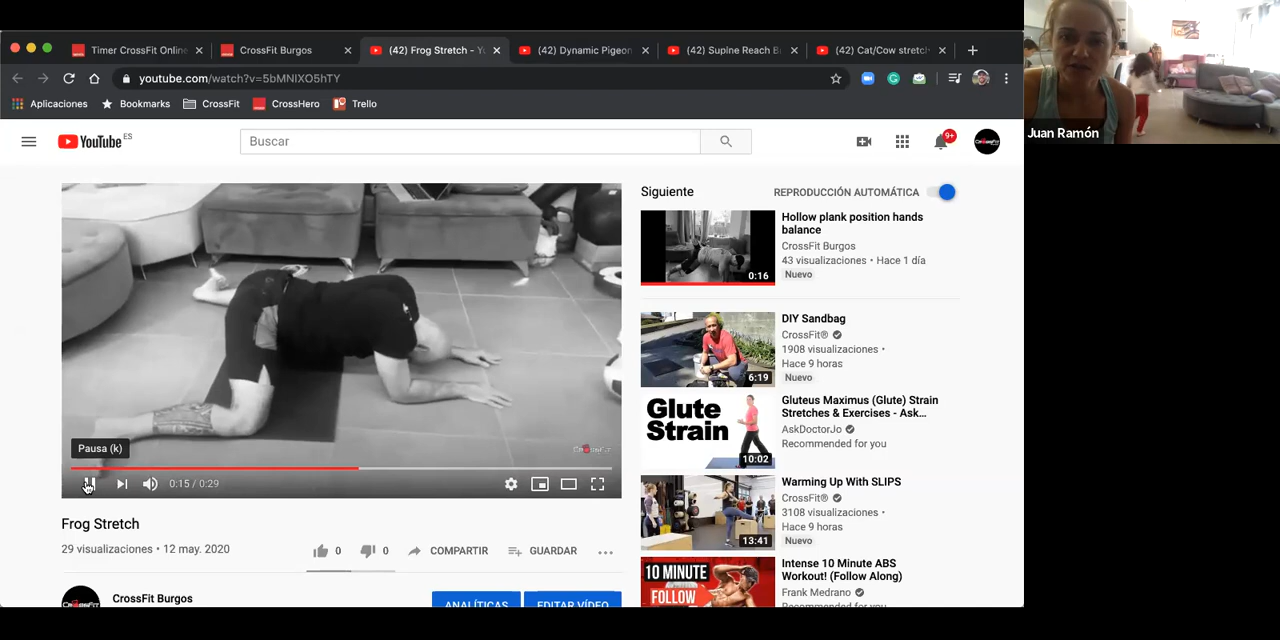 Timer CrossFit Online
CrossFit Burgos
(42) Frog Stretch - Yo
(42) Dynamic Pigeon
(42) Supine Reach B
(42) Cat/Cow stretch
youtube.com/watch?v=5bMNIXO5hTY
Aplicaciones
Bookmarks
CrossFit
CrossHero
Trello
Juan Ramón
YouTube ES
Buscar
9+
Pausa (k)
0:15 / 0:29
CROSSFIT
Frog Stretch
29 visualizaciones • 12 may. 2020
0
0
COMPARTIR
GUARDAR
CrossFit Burgos
ANALÍTICAS
EDITAR VÍDEO
Siguiente
REPRODUCCIÓN AUTOMÁTICA
0:16
Hollow plank position hands
balance
CrossFit Burgos
43 visualizaciones • Hace 1 día
Nuevo
6:19
DIY Sandbag
CrossFit®
1908 visualizaciones •
Hace 9 horas
Nuevo
Glute
Strain
10:02
Gluteus Maximus (Glute) Strain
Stretches & Exercises - Ask...
AskDoctorJo
Recommended for you
13:41
Warming Up With SLIPS
CrossFit®
3108 visualizaciones •
Hace 9 horas
Nuevo
10 MINUTE
FOLLOW
Intense 10 Minute ABS
Workout! (Follow Along)
Frank Medrano
Recommended for you